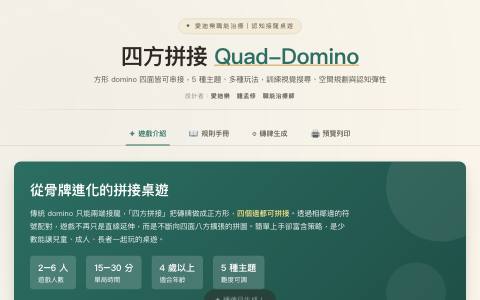 ✦ 愛迪樂職能治療｜認知接龍桌遊
四方拼接 Quad–Domino
方形 domino 四面皆可串接，5 種主題、多種玩法，訓練視覺搜尋、空間規劃與認知彈性
設計者：愛迪樂 鍾孟修 職能治療師
✦ 遊戲介紹
📖 規則手冊
磚牌生成
🖨️ 預覽列印
從骨牌進化的拼接桌遊
傳統 domino 只能兩端接龍，「四方拼接」把磚牌做成正方形，四個邊都可拼接。透過相鄰邊的符
號配對，遊戲不再只是直線延伸，而是不斷向四面八方擴張的拼圖。簡單上手卻富含策略，是少
數能讓兒童、成人、長者一起玩的桌遊。
2–6 人
遊戲人數
15–30 分
單局時間
4 歲以上
適合年齡
5 種主題
難度可調